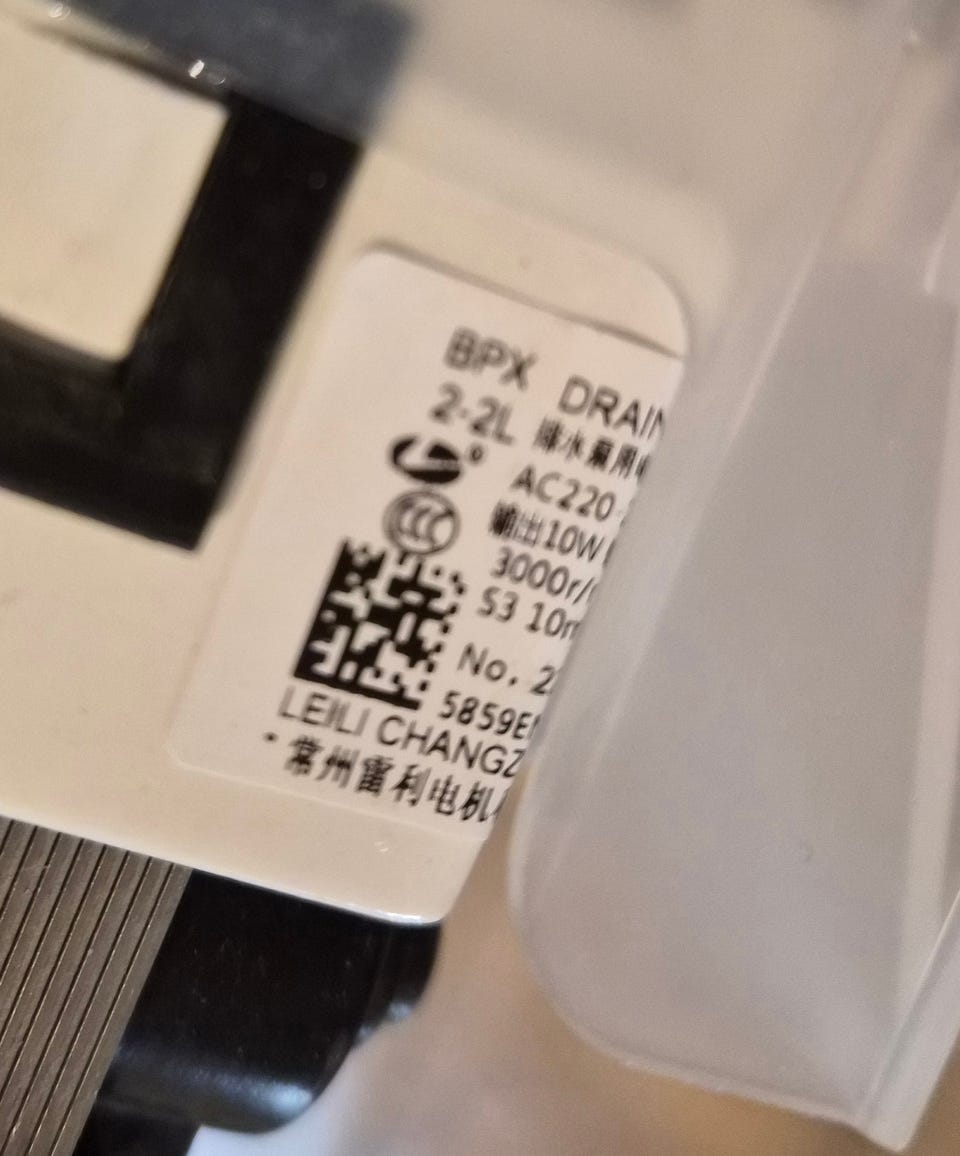 BPX DRAIN
2-2L 排水泵用
AC220
输出10W
3000r/
S3 10m
No. 2
5859E
LEILI CHANGZ
常州雷利电机